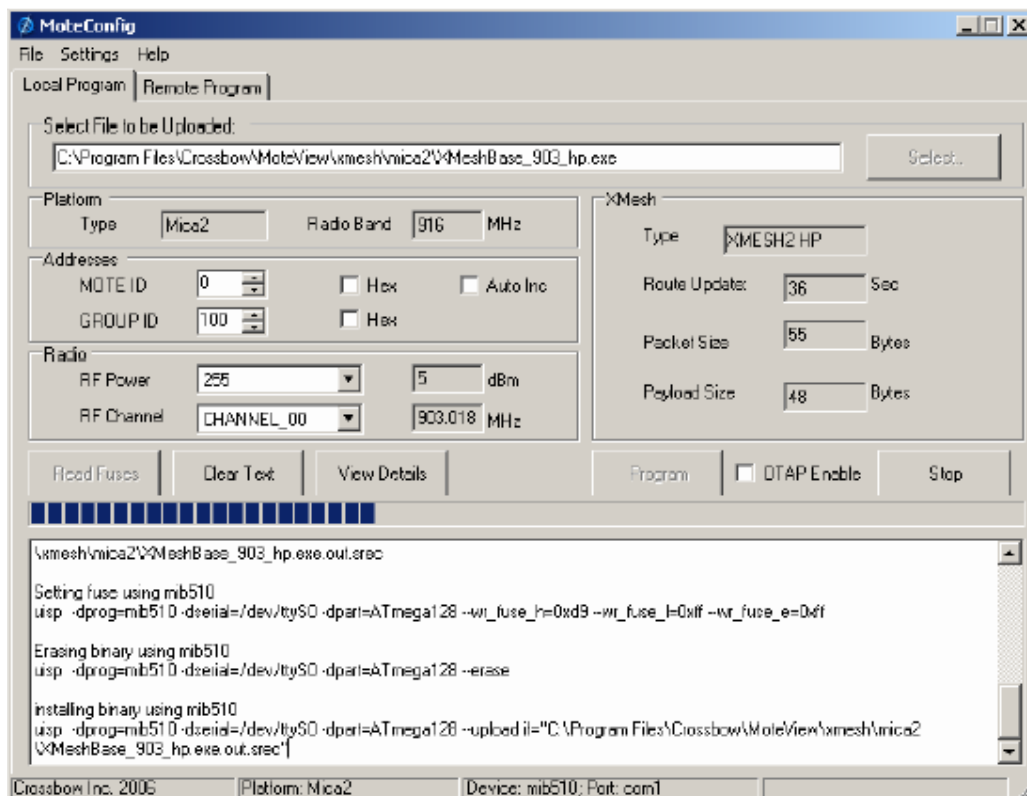 MoteConfig
File Settings Help
Local Program Remote Program
Select File to be Uploaded:
C:\Program Files\Crossbow\MoteView\xmesh\mica2\XMeshBase_903_hp.exe
Select..
Platform
Type Mica2 Radio Band 916 MHz
Addresses
MOTE ID 0 Hex Auto Inc
GROUP ID 100 Hex
Radio
RF Power 255 5 dBm
RF Channel CHANNEL_00 903.018 MHz
XMesh
Type XMESH2 HP
Route Update: 36 Sec
Packet Size 55 Bytes
Payload Size 48 Bytes
Read Fuses Clear Text View Details Program OTAP Enable Stop
\xmesh\mica2\XMeshBase_903_hp.exe.out.srec
Setting fuse using mib510
uisp -dprog=mib510 -dserial=/dev/ttyS0 -dpart=ATmega128 --wr_fuse_h=0xd9 --wr_fuse_l=0xff --wr_fuse_e=0xff
Erasing binary using mib510
uisp -dprog=mib510 -dserial=/dev/ttyS0 -dpart=ATmega128 --erase
installing binary using mib510
uisp -dprog=mib510 -dserial=/dev/ttyS0 -dpart=ATmega128 --upload if="C:\Program Files\Crossbow\MoteView\xmesh\mica2
\XMeshBase_903_hp.exe.out.srec"
Crossbow Inc. 2006 Platform: Mica2 Device: mib510; Port: com1